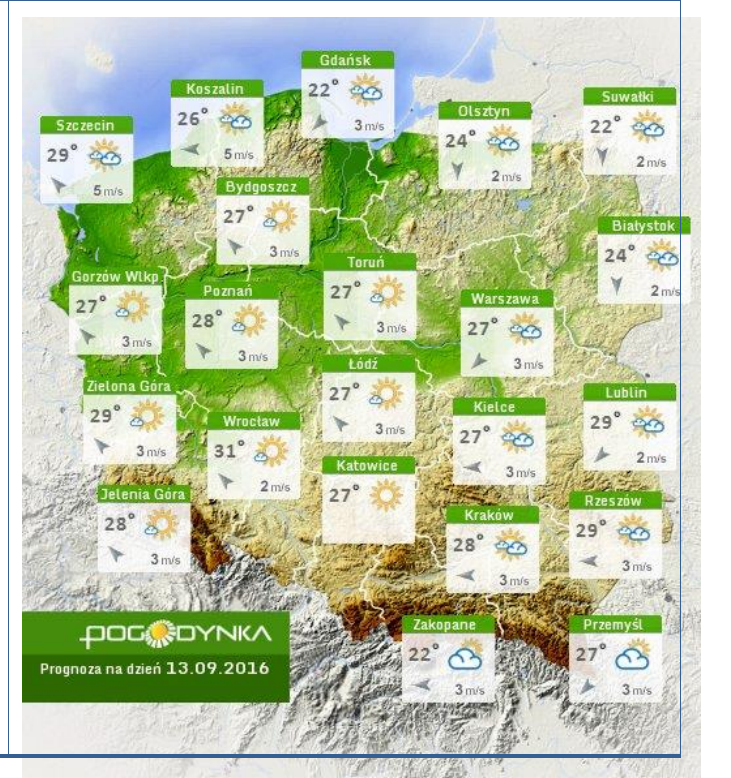 Gdańsk
22° 3 m/s
Koszalin
26° 5 m/s
Suwałki
22° 2 m/s
Olsztyn
24° 2 m/s
Szczecin
29° 5 m/s
Bydgoszcz
27° 3 m/s
Białystok
24° 2 m/s
Toruń
27° 3 m/s
Gorzów Wlkp.
27° 3 m/s
Poznań
28° 3 m/s
Warszawa
27° 3 m/s
Łódź
27° 3 m/s
Zielona Góra
29° 3 m/s
Lublin
29° 2 m/s
Kielce
27° 3 m/s
Wrocław
31° 2 m/s
Katowice
27°
Jelenia Góra
28° 3 m/s
Rzeszów
29° 3 m/s
Kraków
28° 3 m/s
Zakopane
22° 3 m/s
Przemyśl
27° 3 m/s
POGODYNKA
Prognoza na dzień 13.09.2016